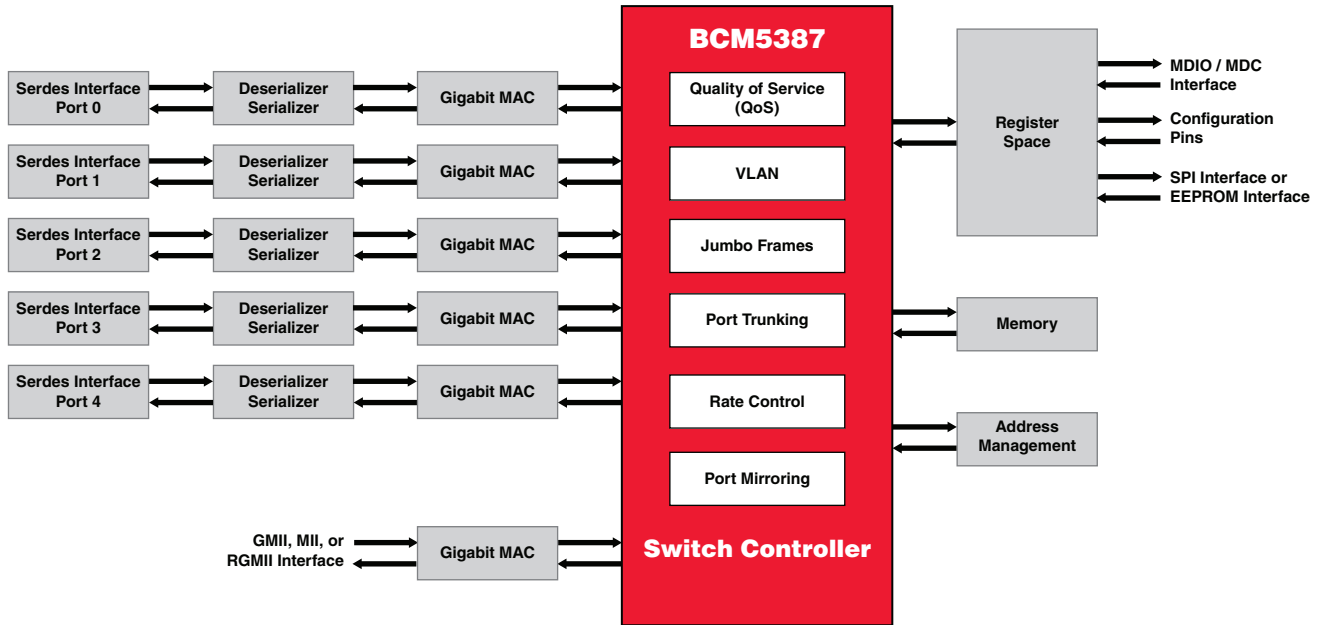 BCM5387
Serdes Interface
Port 0
Deserializer
Serializer
Gigabit MAC
Serdes Interface
Port 1
Deserializer
Serializer
Gigabit MAC
Serdes Interface
Port 2
Deserializer
Serializer
Gigabit MAC
Serdes Interface
Port 3
Deserializer
Serializer
Gigabit MAC
Serdes Interface
Port 4
Deserializer
Serializer
Gigabit MAC
GMII, MII, or
RGMII Interface
Gigabit MAC
Quality of Service
(QoS)
VLAN
Jumbo Frames
Port Trunking
Rate Control
Port Mirroring
Switch Controller
Register
Space
MDIO / MDC
Interface
Configuration
Pins
SPI Interface or
EEPROM Interface
Memory
Address
Management